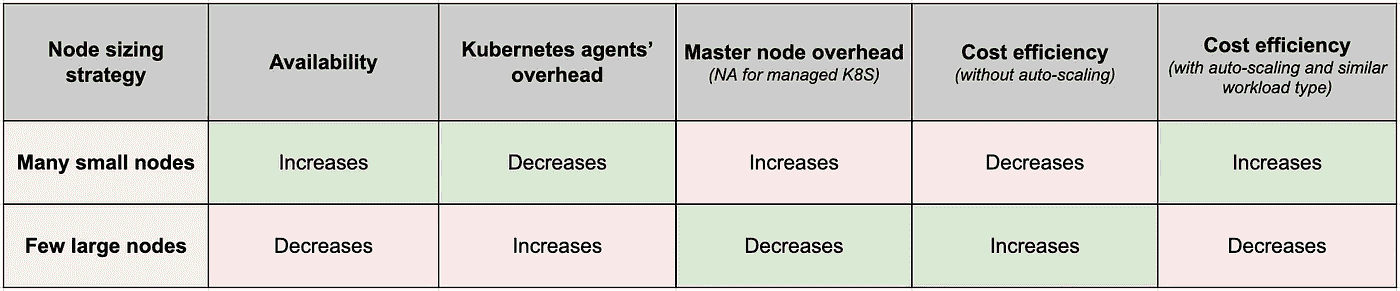 Node sizing
strategy
Availability
Kubernetes agents’
overhead
Master node overhead
(NA for managed K8S)
Cost efficiency
(without auto-scaling)
Cost efficiency
(with auto-scaling and similar
workload type)
Many small nodes
Increases
Decreases
Increases
Decreases
Increases
Few large nodes
Decreases
Increases
Decreases
Increases
Decreases